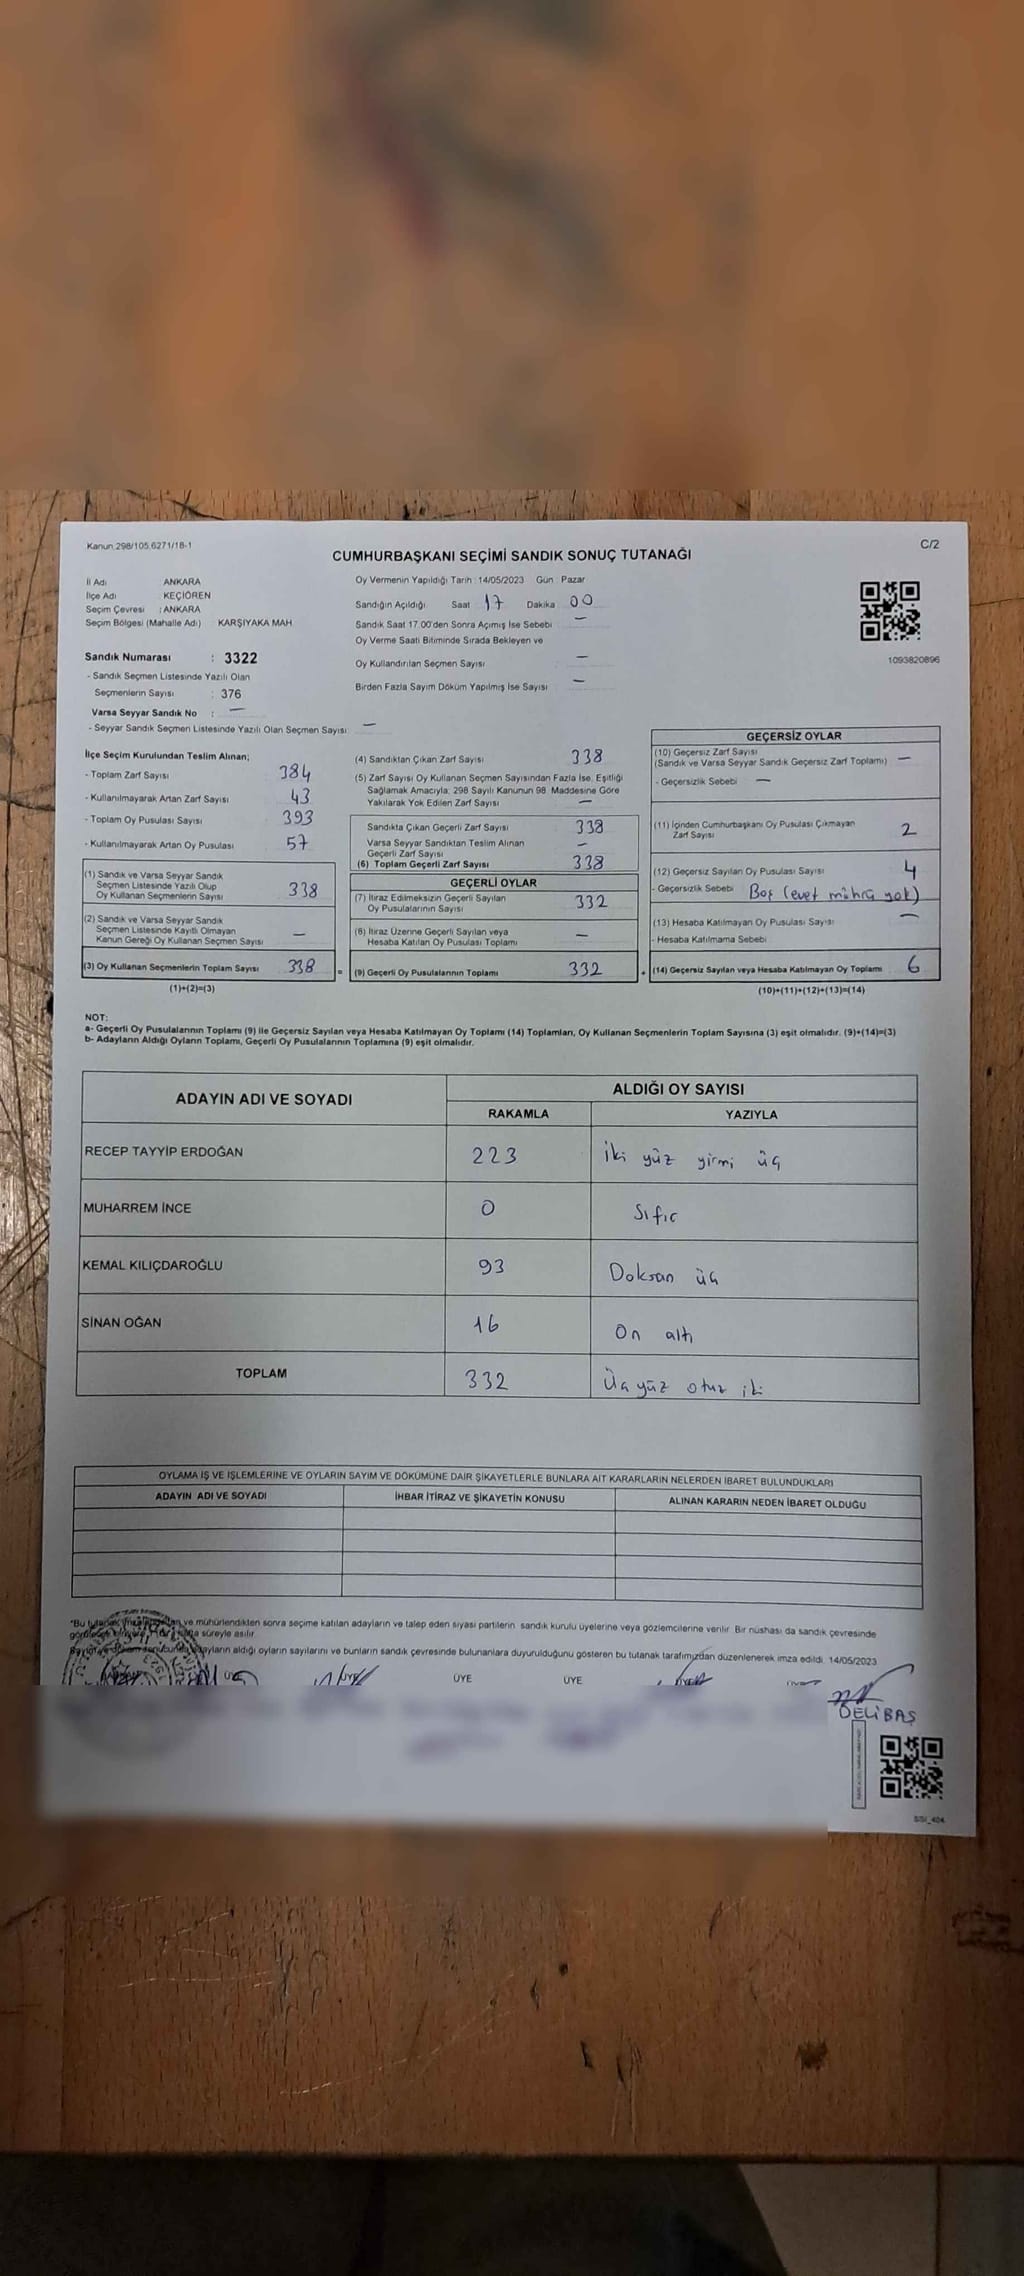 Kanun 298/105 6271/18-1
C/2
CUMHURBAŞKANI SEÇİMİ SANDIK SONUÇ TUTANAĞI
İl Adı ANKARA
İlçe Adı KEÇİÖREN
Seçim Çevresi : ANKARA
Seçim Bölgesi (Mahalle Adı) KARŞIYAKA MAH.
Sandık Numarası : 3322
- Sandık Seçmen Listesinde Yazılı Olan
Seçmenlerin Sayısı : 376
Varsa Seyyar Sandık No : —
- Seyyar Sandık Seçmen Listesinde Yazılı Olan Seçmen Sayısı: —
Oy Vermenin Yapıldığı Tarih : 14/05/2023 Gün : Pazar
Sandığın Açıldığı Saat 17 Dakika 00
Sandık Saat 17.00'den Sonra Açımış İse Sebebi —
Oy Verme Saati Bitiminde Sırada Bekleyen ve
Oy Kullandırılan Seçmen Sayısı —
Birden Fazla Sayım Döküm Yapılmış İse Sayısı —
1093820896
İlçe Seçim Kurulundan Teslim Alınan;
- Toplam Zarf Sayısı 384
- Kullanılmayarak Artan Zarf Sayısı 43
- Toplam Oy Pusulası Sayısı 393
- Kullanılmayarak Artan Oy Pusulası 57
(1) Sandık ve Varsa Seyyar Sandık
Seçmen Listesinde Yazılı Olup
Oy Kullanan Seçmenlerin Sayısı 338
(2) Sandık ve Varsa Seyyar Sandık
Seçmen Listesinde Kayıtlı Olmayan
Kanun Gereği Oy Kullanan Seçmen Sayısı —
(3) Oy Kullanan Seçmenlerin Toplam Sayısı 338
(1)+(2)=(3)
(4) Sandıktan Çıkan Zarf Sayısı 338
(5) Zarf Sayısı Oy Kullanan Seçmen Sayısından Fazla İse, Eşitliği
Sağlamak Amacıyla; 298 Sayılı Kanunun 98 Maddesine Göre
Yakılarak Yok Edilen Zarf Sayısı —
Sandıkta Çıkan Geçerli Zarf Sayısı 338
Varsa Seyyar Sandıktan Teslim Alınan
Geçerli Zarf Sayısı —
(6) Toplam Geçerli Zarf Sayısı 338
GEÇERLİ OYLAR
(7) İtiraz Edilmeksizin Geçerli Sayılan
Oy Pusulalarının Sayısı 332
(8) İtiraz Üzerine Geçerli Sayılan veya
Hesaba Katılan Oy Pusulası Toplamı —
= (9) Geçerli Oy Pusulalarının Toplamı 332
GEÇERSİZ OYLAR
(10) Geçersiz Zarf Sayısı
(Sandık ve Varsa Seyyar Sandık Geçersiz Zarf Toplamı) —
- Geçersizlik Sebebi —
(11) İçinden Cumhurbaşkanı Oy Pusulası Çıkmayan
Zarf Sayısı 2
(12) Geçersiz Sayılan Oy Pusulası Sayısı 4
- Geçersizlik Sebebi Boş (evet mührü yok)
(13) Hesaba Katılmayan Oy Pusulası Sayısı —
- Hesaba Katılmama Sebebi
+ (14) Geçersiz Sayılan veya Hesaba Katılmayan Oy Toplamı 6
(10)+(11)+(12)+(13)=(14)
NOT:
a- Geçerli Oy Pusulalarının Toplamı (9) ile Geçersiz Sayılan veya Hesaba Katılmayan Oy Toplamı (14) Toplamları, Oy Kullanan Seçmenlerin Toplam Sayısına (3) eşit olmalıdır. (9)+(14)=(3)
b- Adayların Aldığı Oyların Toplamı, Geçerli Oy Pusulalarının Toplamına (9) eşit olmalıdır.
ADAYIN ADI VE SOYADI ALDIĞI OY SAYISI
RAKAMLA YAZIYLA
RECEP TAYYİP ERDOĞAN 223 İki yüz yirmi üç
MUHARREM İNCE 0 Sıfır
KEMAL KILIÇDAROĞLU 93 Doksan üç
SİNAN OĞAN 16 On altı
TOPLAM 332 Üç yüz otuz iki
OYLAMA İŞ VE İŞLEMLERİNE VE OYLARIN SAYIM VE DÖKÜMÜNE DAİR ŞİKAYETLERLE BUNLARA AİT KARARLARIN NELERDEN İBARET BULUNDUKLARI
ADAYIN ADI VE SOYADI İHBAR İTİRAZ VE ŞİKAYETİN KONUSU ALINAN KARARIN NEDEN İBARET OLDUĞU
ve mühürlendikten sonra seçime katılan adayların ve talep eden siyasi partilerin sandık kurulu üyelerine veya gözlemcilerine verilir. Bir nüshası da sandık çevresinde
süreyle asılır.
adayların aldığı oyların sayılarını ve bunların sandık çevresinde bulunanlara duyurulduğunu gösteren bu tutanak tarafımızdan düzenlenerek imza edildi. 14/05/2023
ÜYE ÜYE ÜYE ÜYE ÜYE
DELİBAŞ